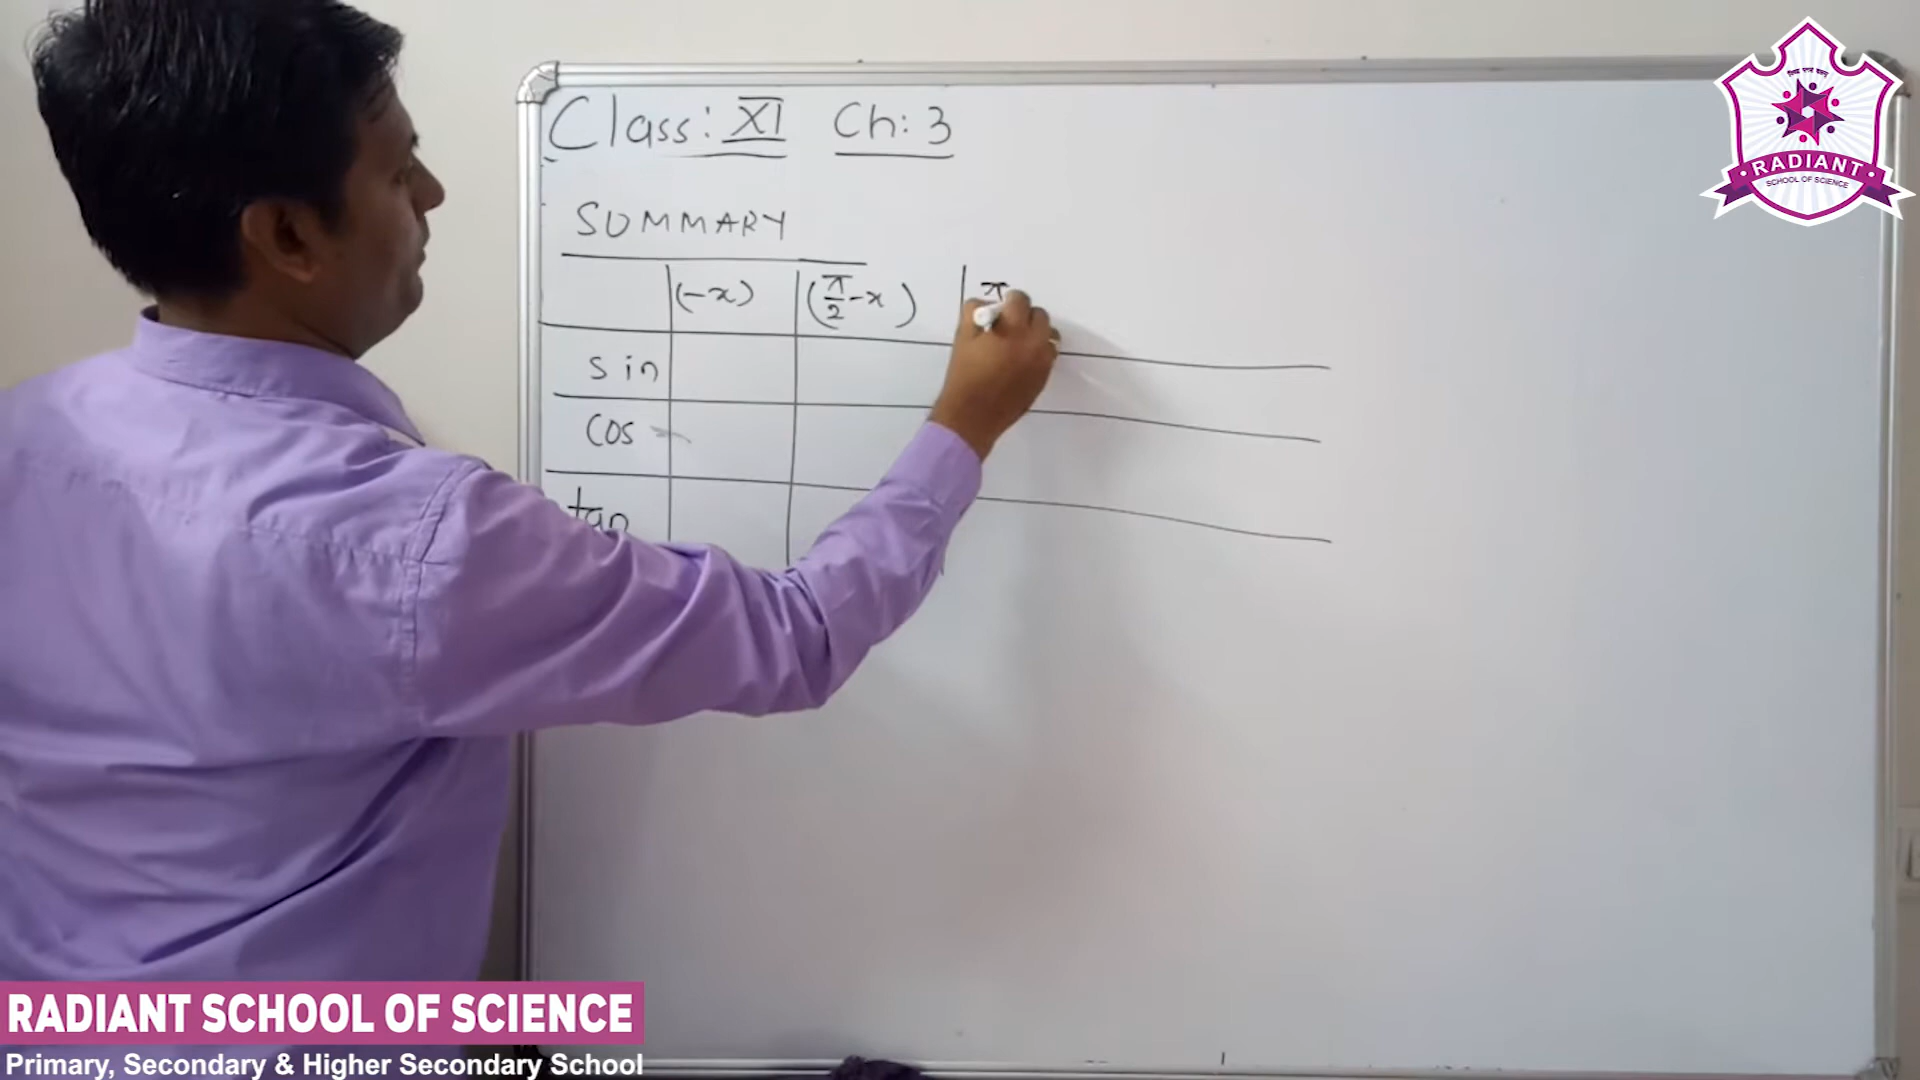 Class: XI Ch: 3
SUMMARY
(-x) (π/2 - x) π
sin
cos
tan
RADIANT
SCHOOL OF SCIENCE
RADIANT SCHOOL OF SCIENCE
Primary, Secondary & Higher Secondary School